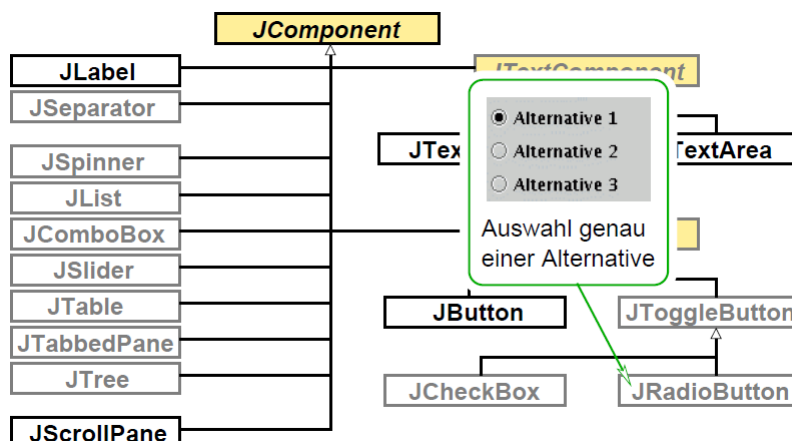 JComponent
JLabel
JTextComponent
JSeparator
Alternative 1
Alternative 2
Alternative 3
JSpinner
JTex
TextArea
JList
JComboBox
Auswahl genau
einer Alternative
JSlider
JTable
JButton
JToggleButton
JTabbedPane
JTree
JCheckBox
JRadioButton
JScrollPane